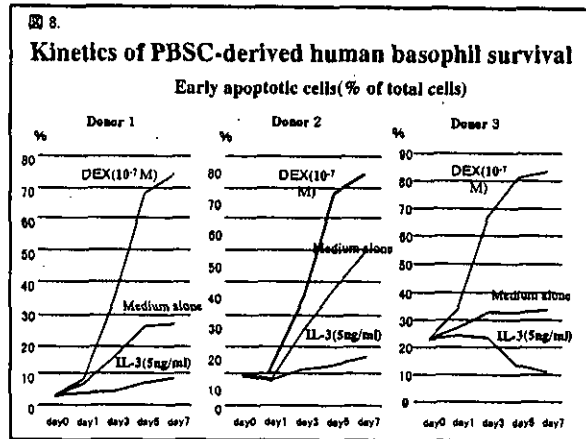 図 8.
Kinetics of PBSC-derived human basophil survival
Early apoptotic cells(% of total cells)
Donor 1
Donor 2
Donor 3
%
80
70
60
50
40
30
20
10
0
DEX(10⁻⁷ M)
Medium alone
IL-3(5ng/ml)
day0 day1 day3 day5 day7
%
80
70
60
50
40
30
20
10
0
DEX(10⁻⁷
M)
Medium alone
IL-3(5ng/ml)
day0 day1 day3 day5 day7
%
90
80
70
60
50
40
30
20
10
0
DEX(10⁻⁷
M)
Medium alone
IL-3(5ng/ml)
day0 day1 day3 day5 day7